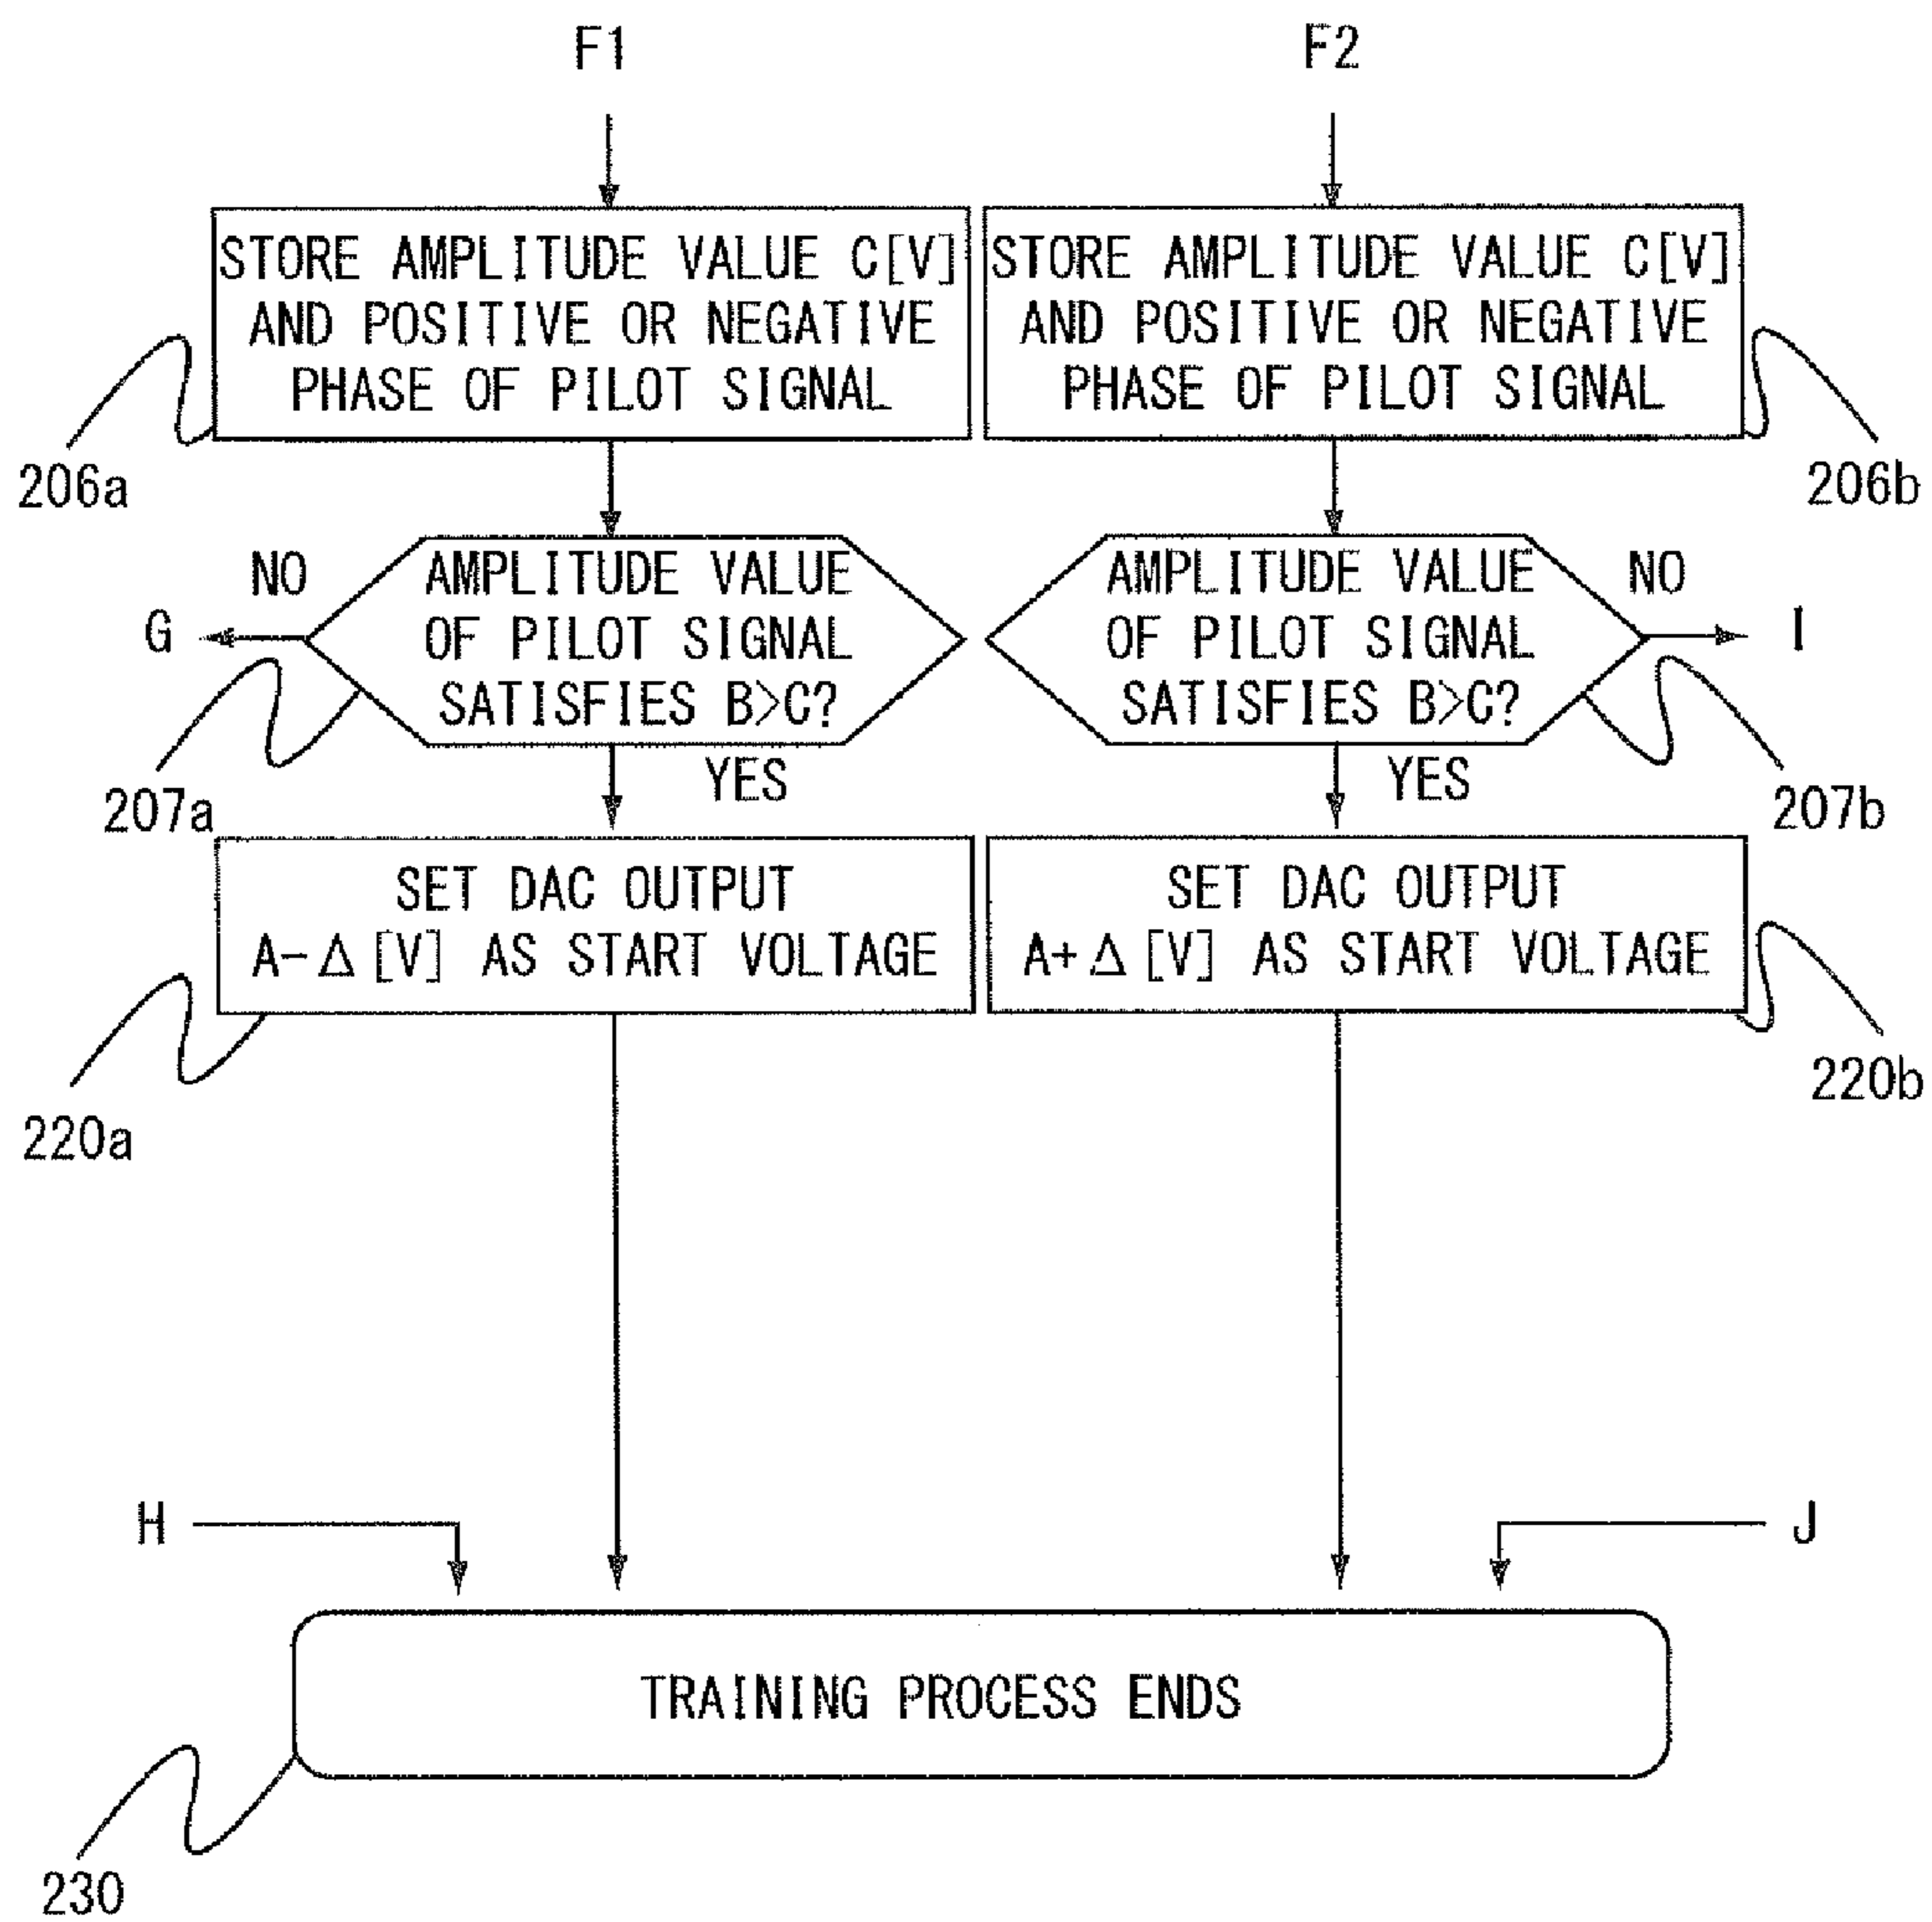 F1
F2
STORE AMPLITUDE VALUE C[V]
AND POSITIVE OR NEGATIVE
PHASE OF PILOT SIGNAL
206a
STORE AMPLITUDE VALUE C[V]
AND POSITIVE OR NEGATIVE
PHASE OF PILOT SIGNAL
206b
NO
G
AMPLITUDE VALUE
OF PILOT SIGNAL
SATISFIES B>C?
207a
YES
AMPLITUDE VALUE
OF PILOT SIGNAL
SATISFIES B>C?
NO
I
207b
YES
SET DAC OUTPUT
A-Δ [V] AS START VOLTAGE
220a
SET DAC OUTPUT
A+Δ [V] AS START VOLTAGE
220b
H
J
TRAINING PROCESS ENDS
230